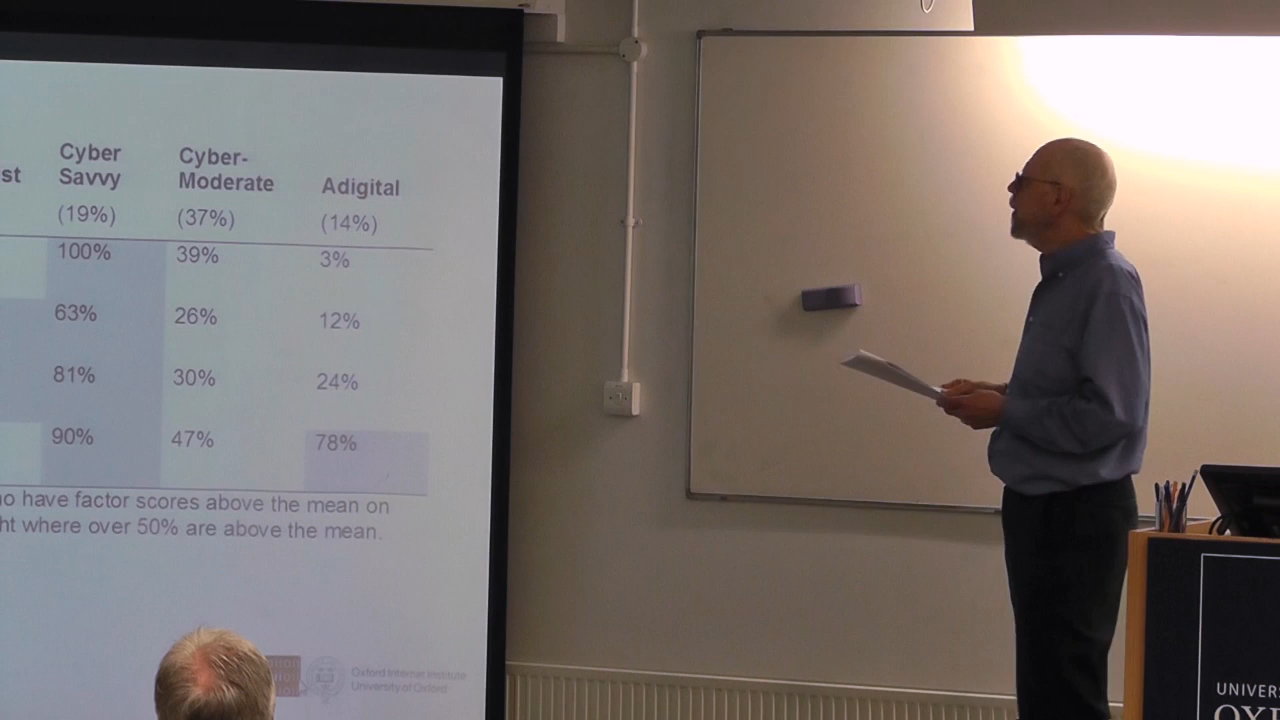 Cyber
Savvy
Cyber-
Moderate
Adigital
st
(19%) (37%) (14%)
100% 39% 3%
63% 26% 12%
81% 30% 24%
90% 47% 78%
o have factor scores above the mean on
ht where over 50% are above the mean.
Oxford Internet Institute
University of Oxford
UNIVERS
OXF